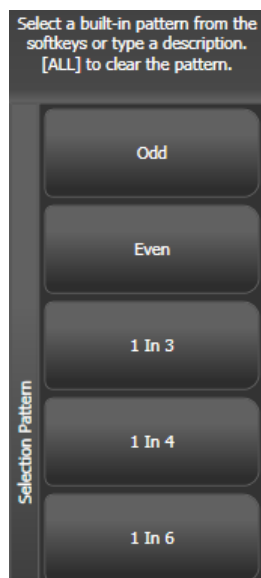 Select a built-in pattern from the
softkeys or type a description.
[ALL] to clear the pattern.
Odd
Even
1 In 3
1 In 4
1 In 6
Selection Pattern